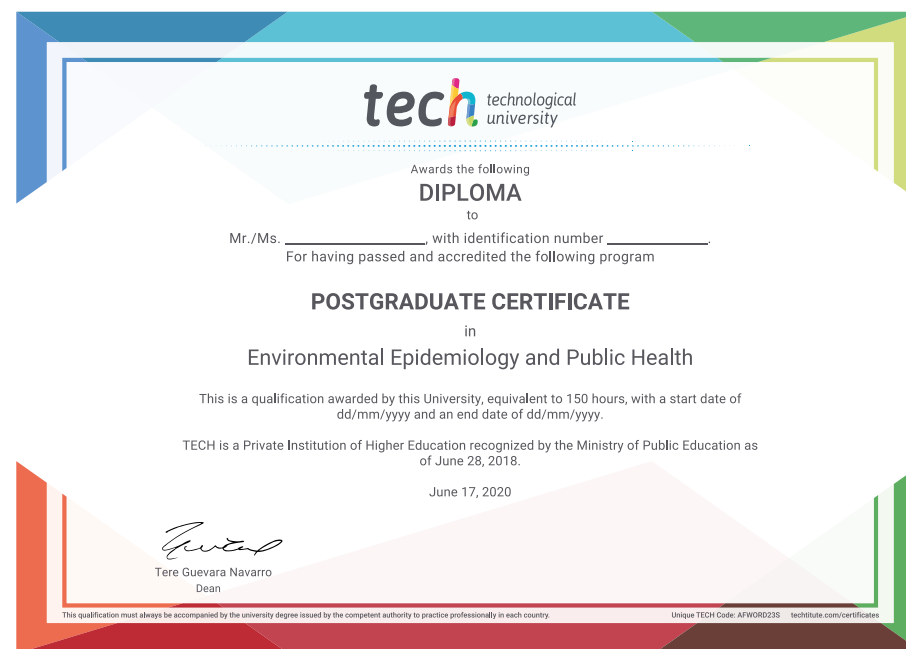 tech technological
university
Awards the following
DIPLOMA
to
Mr./Ms. ____________________, with identification number ______________.
For having passed and accredited the following program
POSTGRADUATE CERTIFICATE
in
Environmental Epidemiology and Public Health
This is a qualification awarded by this University, equivalent to 150 hours, with a start date of
dd/mm/yyyy and an end date of dd/mm/yyyy.
TECH is a Private Institution of Higher Education recognized by the Ministry of Public Education as
of June 28, 2018.
June 17, 2020
Tere Guevara Navarro
Dean
This qualification must always be accompanied by the university degree issued by the competent authority to practice professionally in each country. Unique TECH Code: AFWORD23S techtitute.com/certificates